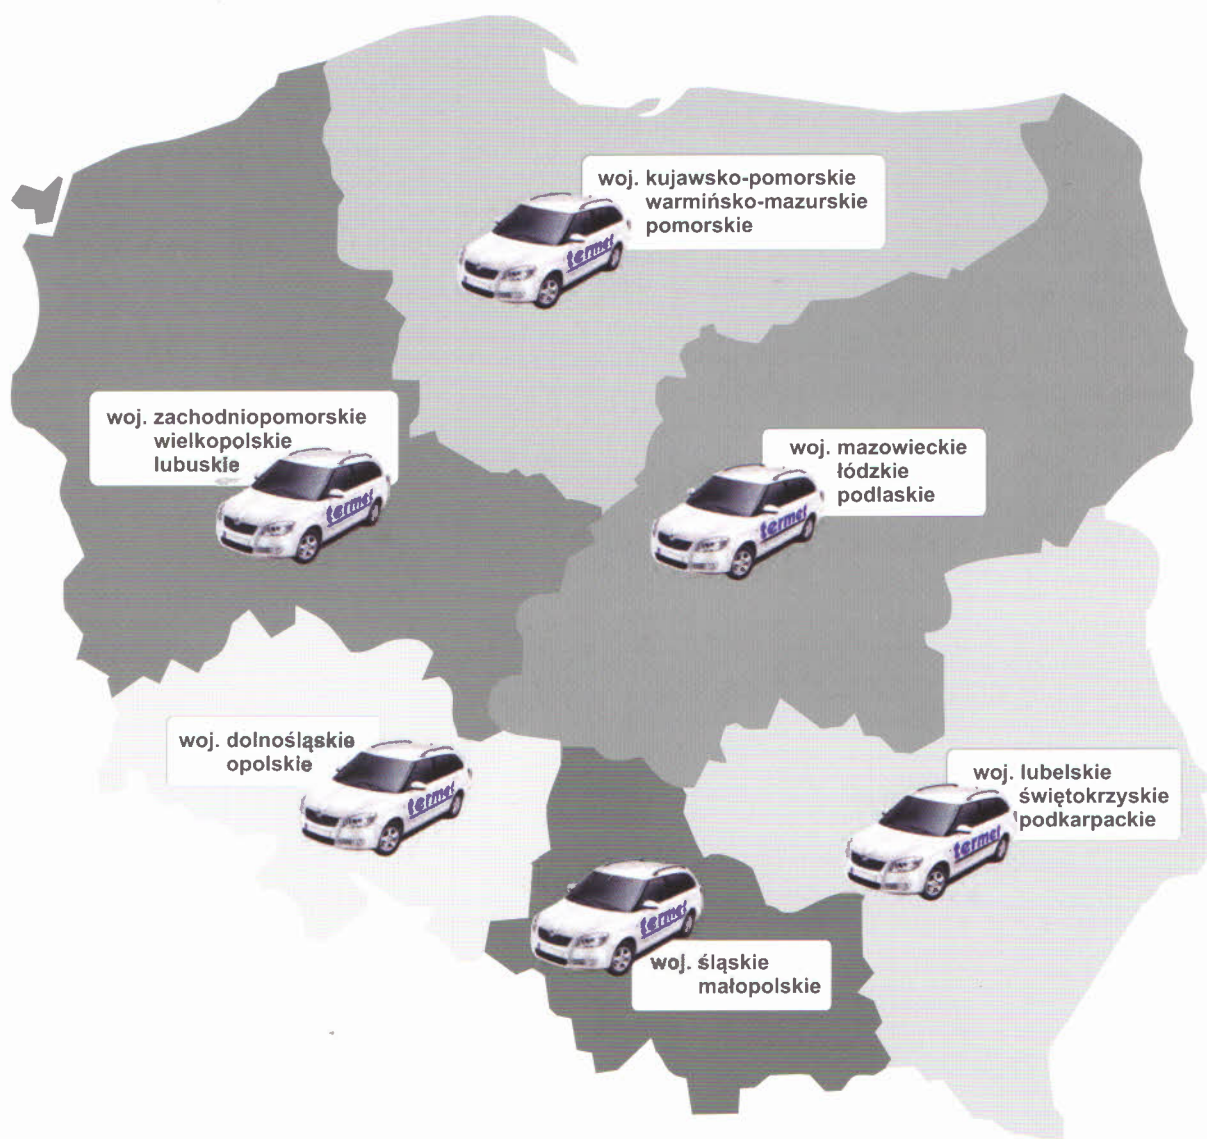 woj. kujawsko-pomorskie
warmińsko-mazurskie
pomorskie
termet
woj. zachodniopomorskie
wielkopolskie
lubuskie
termet
woj. mazowieckie
łódzkie
podlaskie
termet
woj. dolnośląskie
opolskie
termet
woj. lubelskie
świętokrzyskie
podkarpackie
termet
termet
woj. śląskie
małopolskie